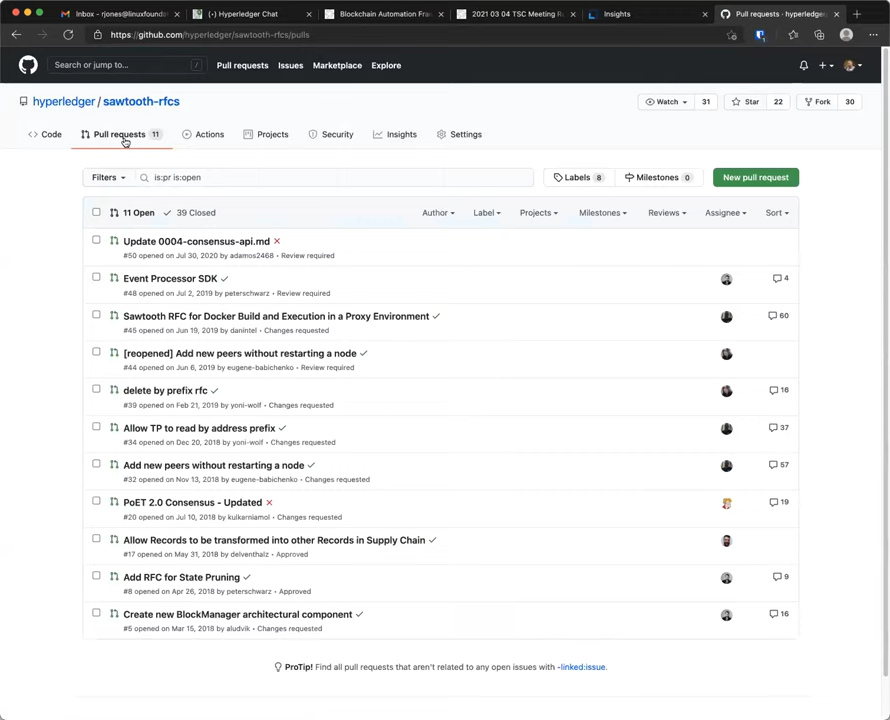 Inbox - rjones@linuxfounda
(•) Hyperledger Chat
Blockchain Automation Fra
2021 03 04 TSC Meeting R
Insights
Pull requests · hyperledge
https://github.com/hyperledger/sawtooth-rfcs/pulls
Search or jump to...
/
Pull requests
Issues
Marketplace
Explore
hyperledger / sawtooth-rfcs
Watch 31
Star 22
Fork 30
<> Code
Pull requests 11
Actions
Projects
Security
Insights
Settings
Filters
is:pr is:open
Labels 8
Milestones 0
New pull request
11 Open
39 Closed
Author
Label
Projects
Milestones
Reviews
Assignee
Sort
Update 0004-consensus-api.md
#50 opened on Jul 30, 2020 by adamos2468 • Review required
Event Processor SDK
4
#48 opened on Jul 2, 2019 by peterschwarz • Review required
Sawtooth RFC for Docker Build and Execution in a Proxy Environment
60
#45 opened on Jun 19, 2019 by danintel • Changes requested
[reopened] Add new peers without restarting a node
#44 opened on Jun 6, 2019 by eugene-babichenko • Review required
delete by prefix rfc
16
#39 opened on Feb 21, 2019 by yoni-wolf • Changes requested
Allow TP to read by address prefix
37
#34 opened on Dec 20, 2018 by yoni-wolf • Changes requested
Add new peers without restarting a node
57
#32 opened on Nov 13, 2018 by eugene-babichenko • Changes requested
PoET 2.0 Consensus - Updated
19
#20 opened on Jul 10, 2018 by kulkarniamol • Changes requested
Allow Records to be transformed into other Records in Supply Chain
#17 opened on May 31, 2018 by delventhalz • Approved
Add RFC for State Pruning
9
#8 opened on Apr 26, 2018 by peterschwarz • Approved
Create new BlockManager architectural component
16
#5 opened on Mar 15, 2018 by aludvik • Changes requested
ProTip! Find all pull requests that aren't related to any open issues with -linked:issue.